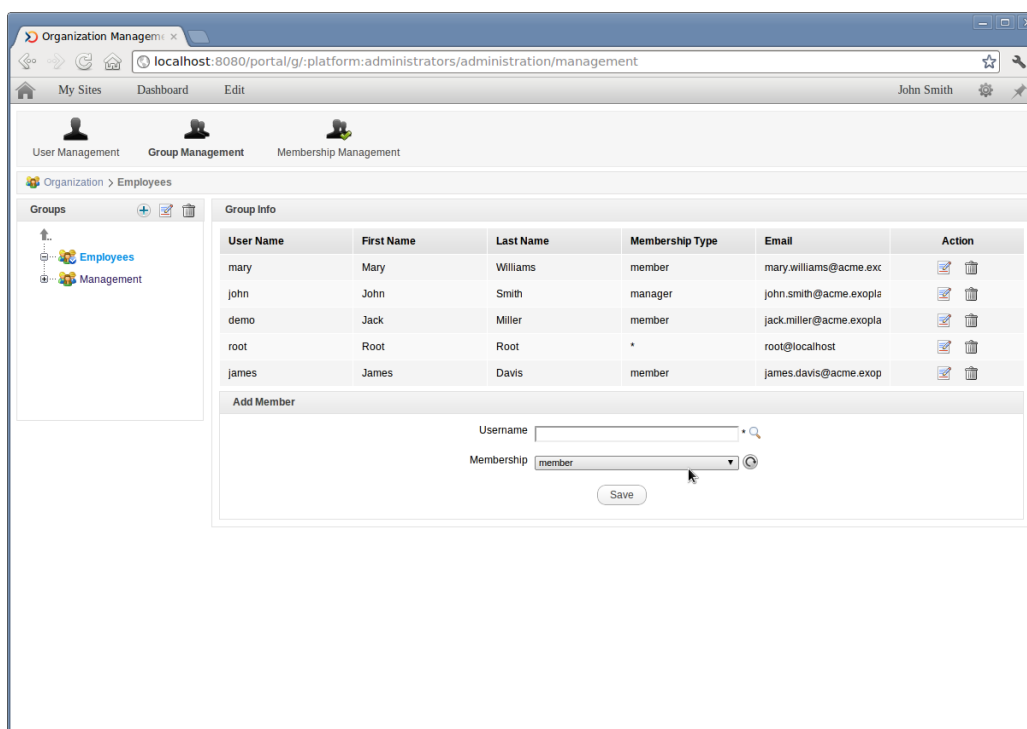 Organization Manageme
localhost:8080/portal/g/:platform:administrators/administration/management
My Sites Dashboard Edit John Smith
User Management Group Management Membership Management
Organization > Employees
Groups Group Info
User Name First Name Last Name Membership Type Email Action
Employees
Management
mary Mary Williams member mary.williams@acme.exc
john John Smith manager john.smith@acme.exopla
demo Jack Miller member jack.miller@acme.exopla
root Root Root * root@localhost
james James Davis member james.davis@acme.exop
Add Member
Username *
Membership member
Save